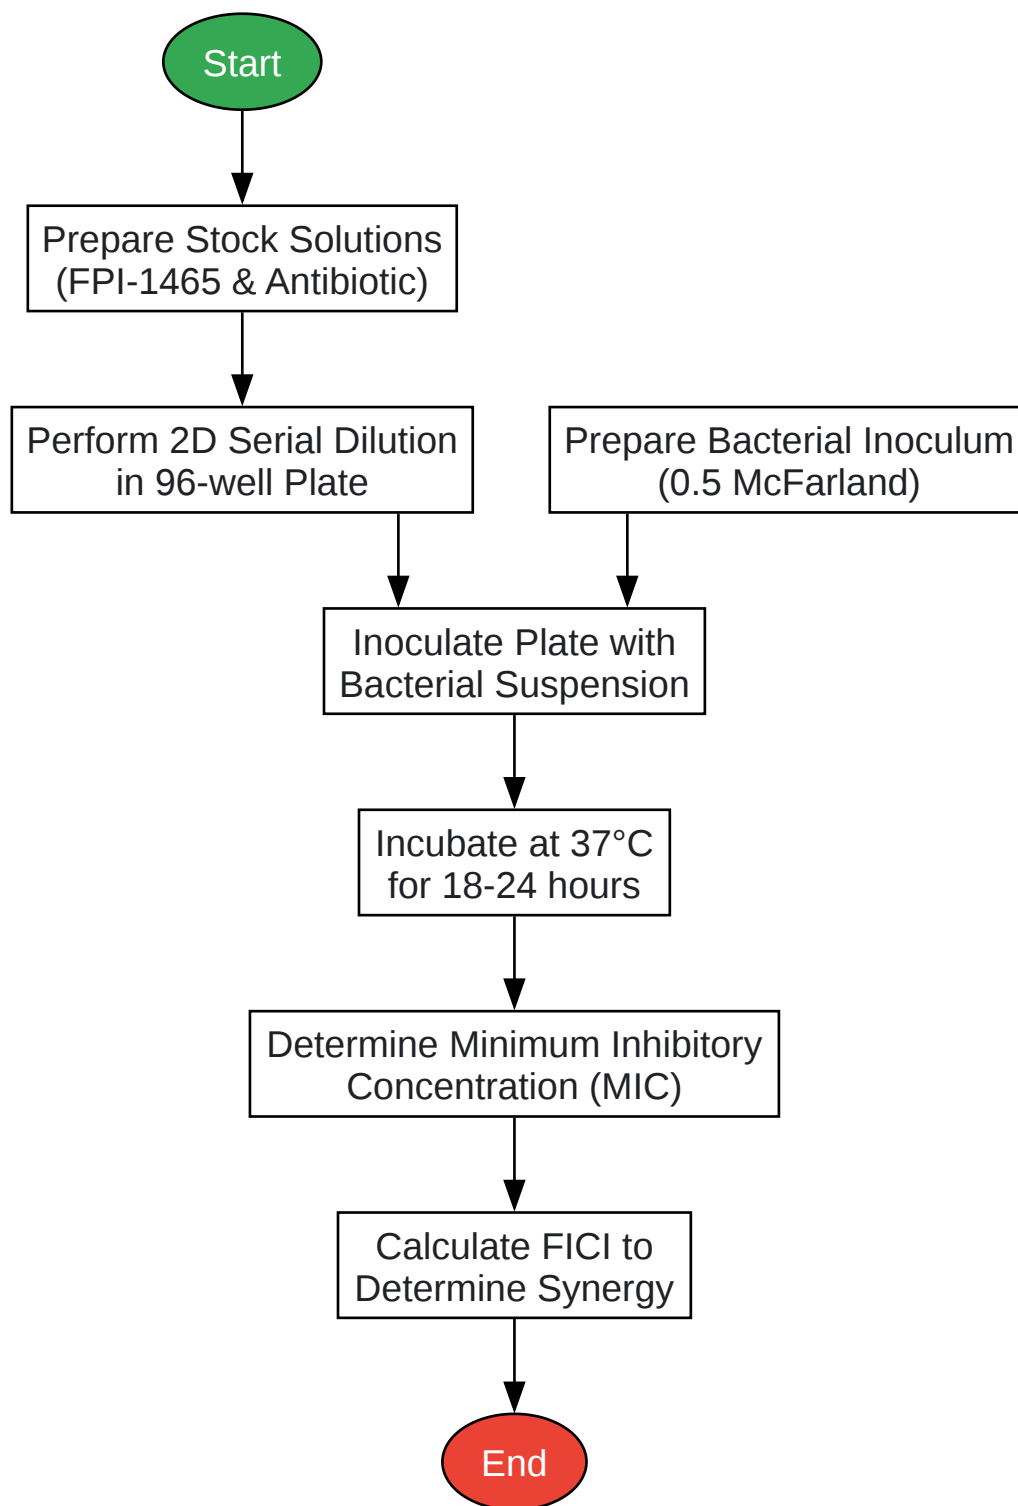 Start
Prepare Stock Solutions
(FPI-1465 & Antibiotic)
Perform 2D Serial Dilution
in 96-well Plate
Prepare Bacterial Inoculum
(0.5 McFarland)
Inoculate Plate with
Bacterial Suspension
Incubate at 37°C
for 18-24 hours
Determine Minimum Inhibitory
Concentration (MIC)
Calculate FICI to
Determine Synergy
End